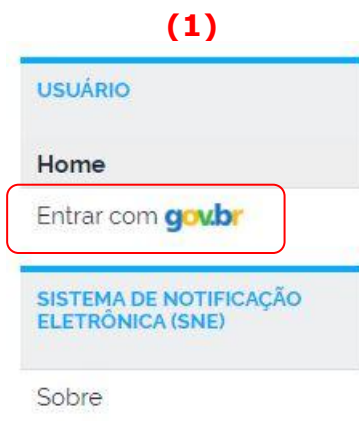 (1)
USUÁRIO
Home
Entrar com gov.br
SISTEMA DE NOTIFICAÇÃO
ELETRÔNICA (SNE)
Sobre